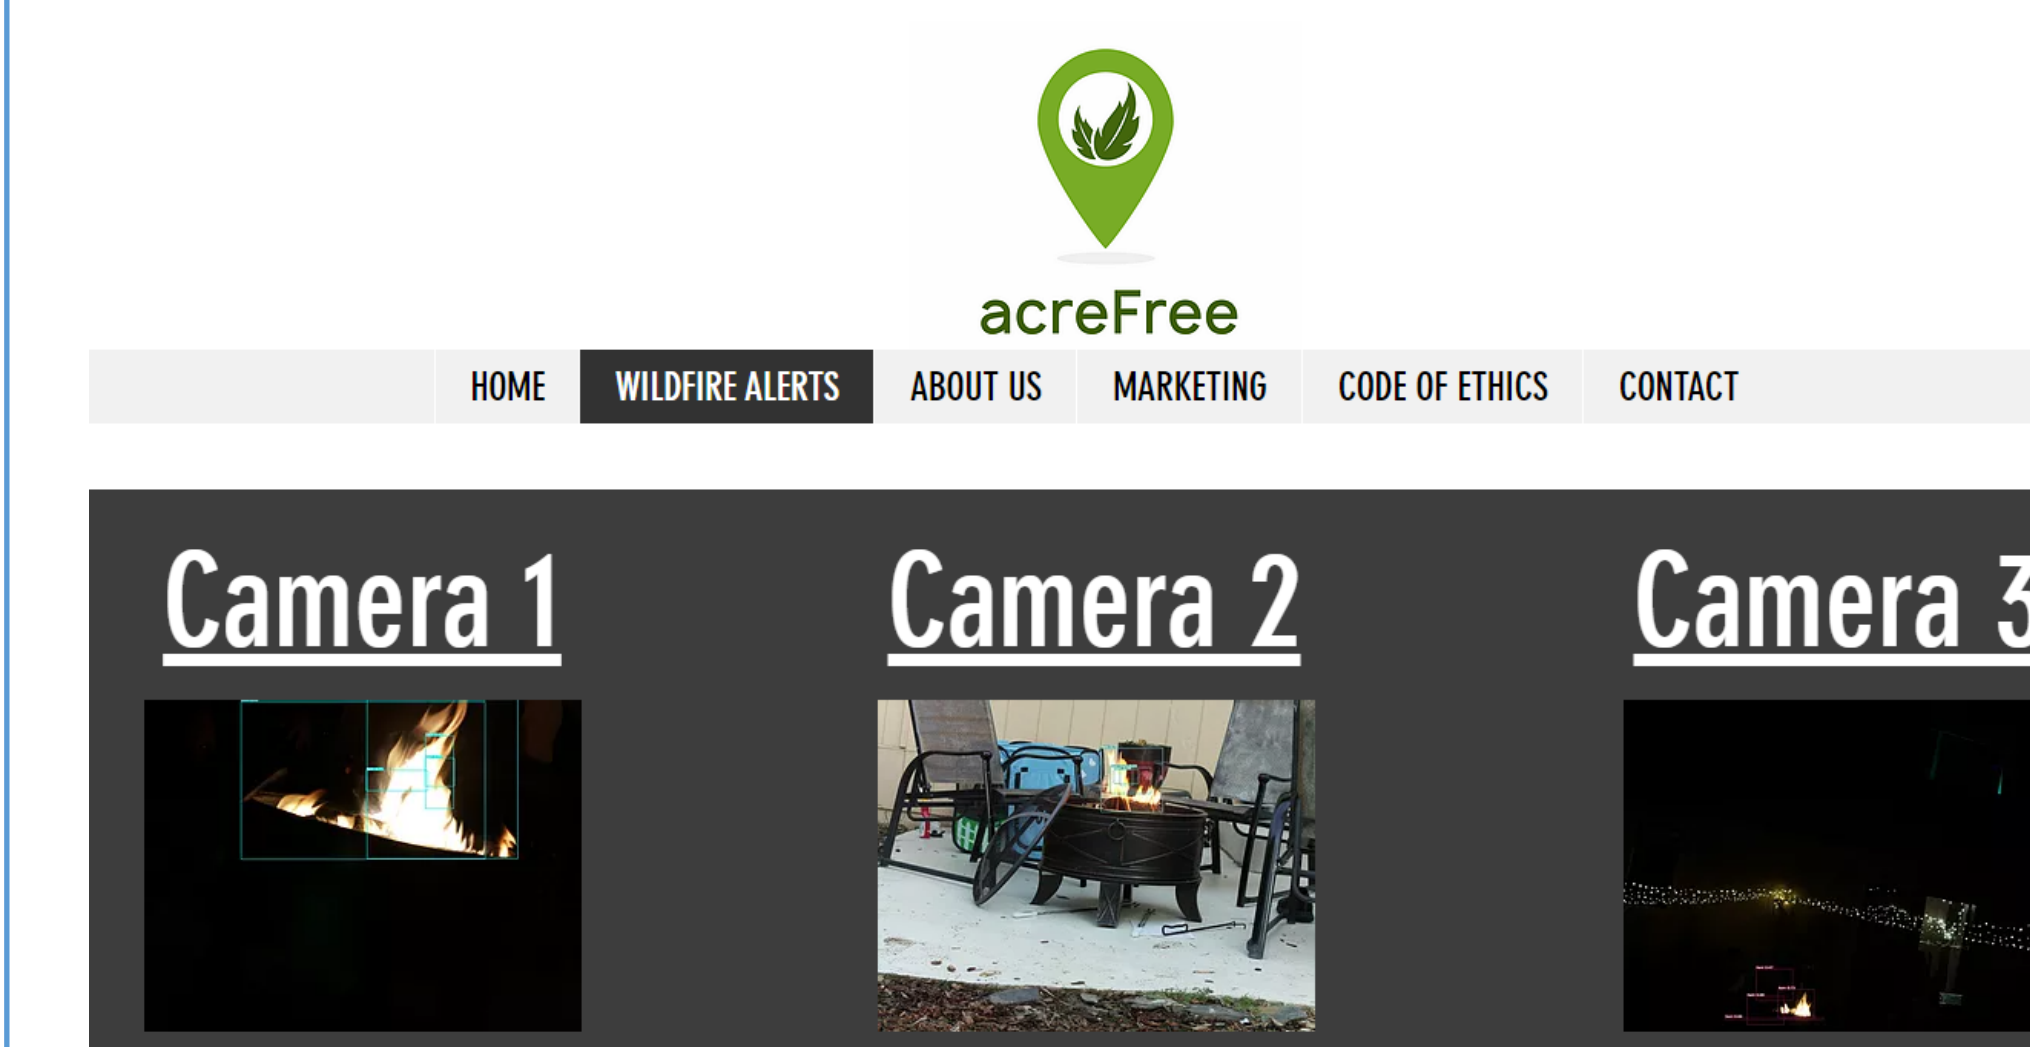 acreFree
HOME WILDFIRE ALERTS ABOUT US MARKETING CODE OF ETHICS CONTACT
Camera 1 Camera 2 Camera 3